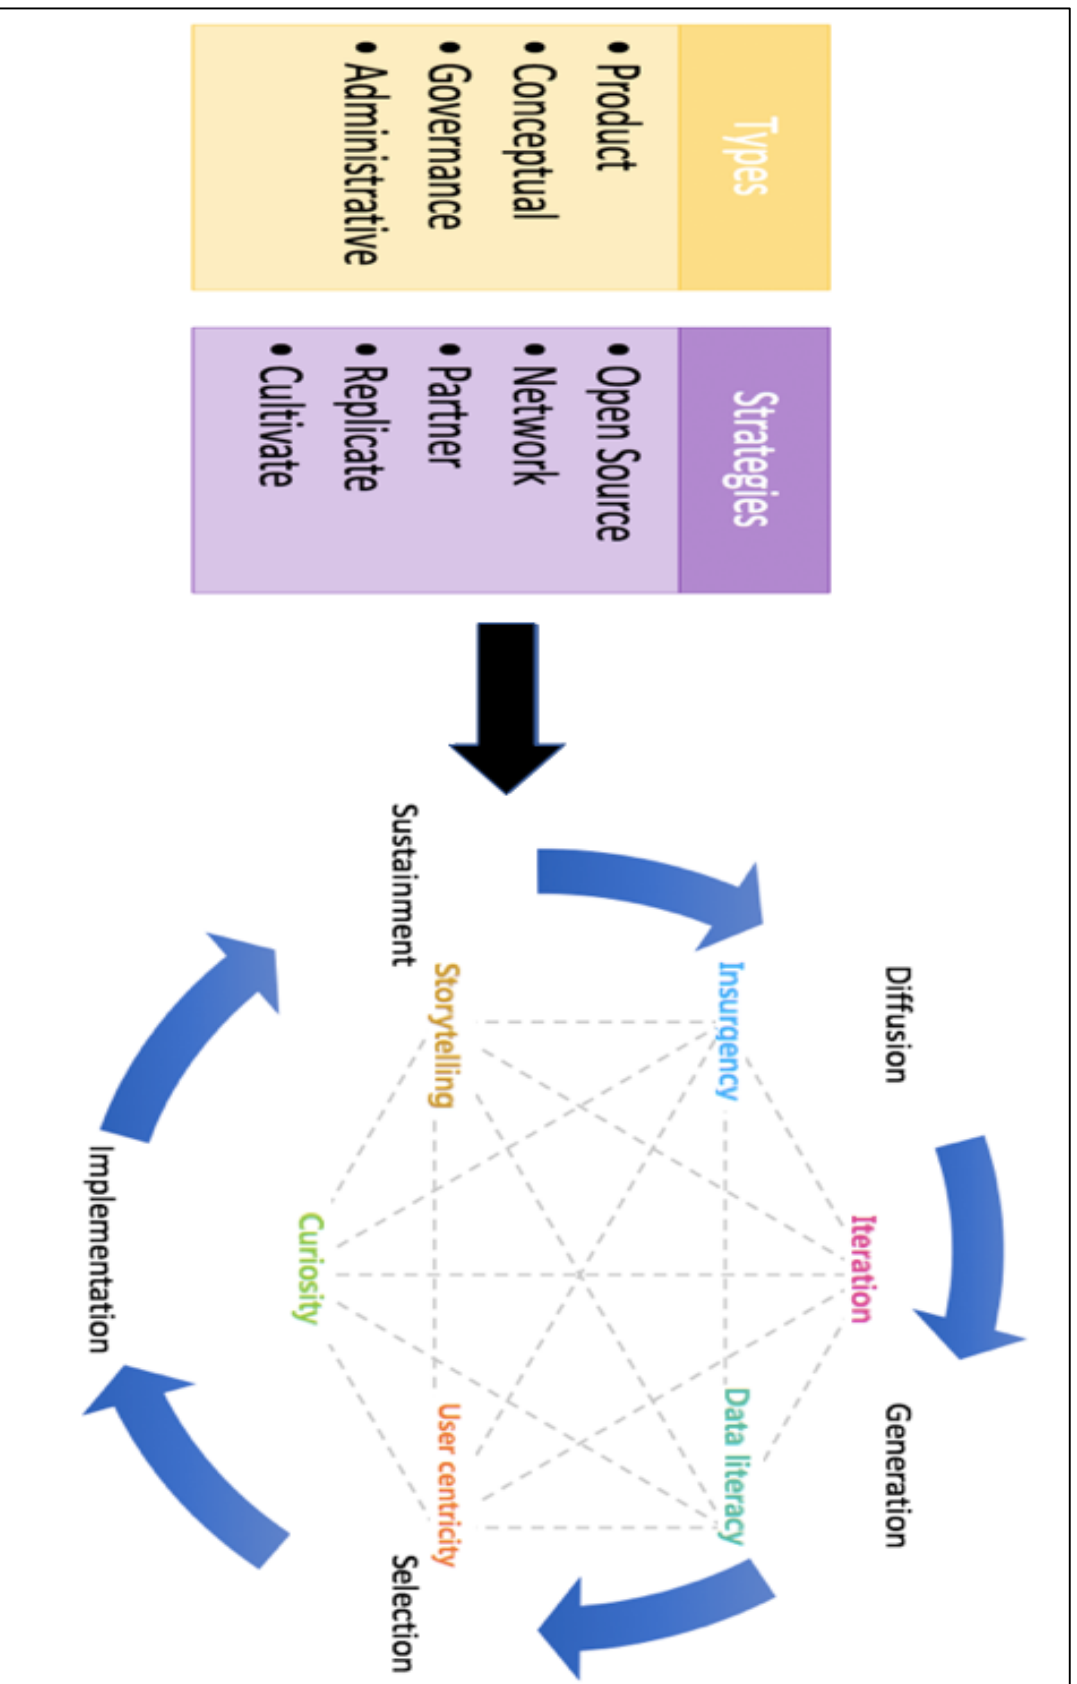 Types
• Product
• Conceptual
• Governance
• Administrative
Strategies
• Open Source
• Network
• Partner
• Replicate
• Cultivate
Diffusion
Generation
Selection
Implementation
Sustainment
Iteration
Insurgency
Data literacy
Storytelling
User centricity
Curiosity